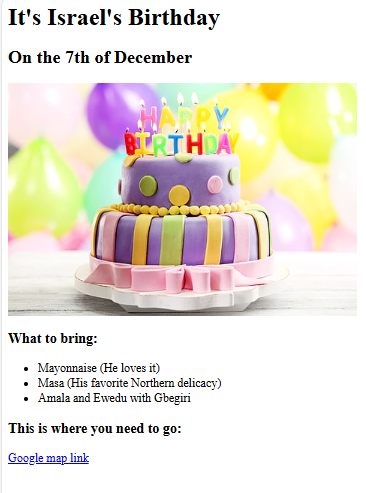 It's Israel's Birthday
On the 7th of December
HAPPY
BIRTHDAY
What to bring:
Mayonnaise (He loves it)
Masa (His favorite Northern delicacy)
Amala and Ewedu with Gbegiri
This is where you need to go:
Google map link